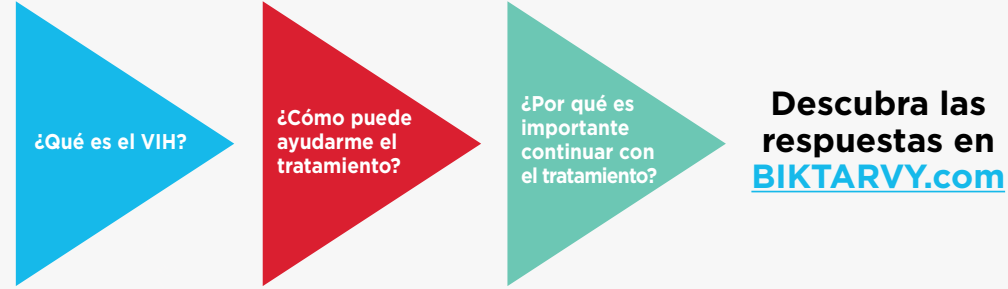 ¿Qué es el VIH?
¿Cómo puede
ayudarme el
tratamiento?
¿Por qué es
importante
continuar con
el tratamiento?
Descubra las
respuestas en
BIKTARVY.com